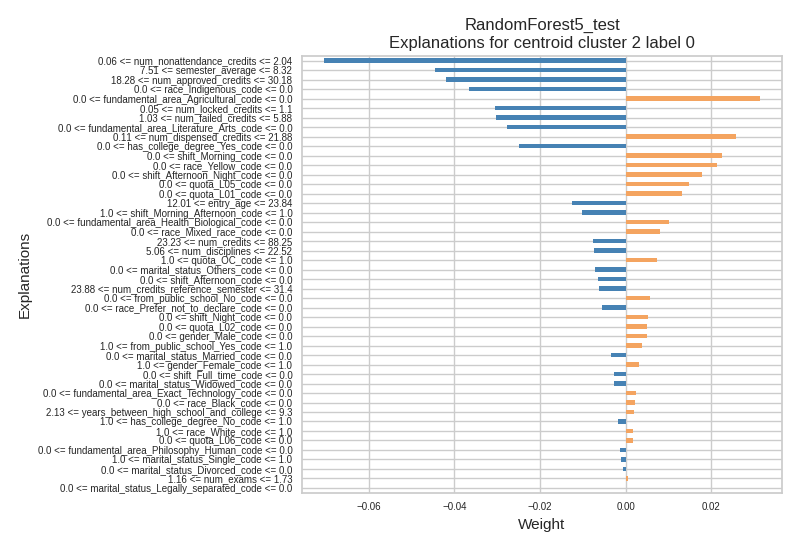 RandomForest5_test
Explanations for centroid cluster 2 label 0
0.06 <= num_nonattendance_credits <= 2.04
7.51 <= semester_average <= 8.32
18.28 <= num_approved_credits <= 30.18
0.0 <= race_Indigenous_code <= 0.0
0.0 <= fundamental_area_Agricultural_code <= 0.0
0.05 <= num_locked_credits <= 1.1
1.03 <= num_failed_credits <= 5.88
0.0 <= fundamental_area_Literature_Arts_code <= 0.0
0.11 <= num_dispensed_credits <= 21.88
0.0 <= has_college_degree_Yes_code <= 0.0
0.0 <= shift_Morning_code <= 0.0
0.0 <= race_Yellow_code <= 0.0
0.0 <= shift_Afternoon_Night_code <= 0.0
0.0 <= quota_L05_code <= 0.0
0.0 <= quota_L01_code <= 0.0
12.01 <= entry_age <= 23.84
1.0 <= shift_Morning_Afternoon_code <= 1.0
0.0 <= fundamental_area_Health_Biological_code <= 0.0
0.0 <= race_Mixed_race_code <= 0.0
23.23 <= num_credits <= 88.25
5.06 <= num_disciplines <= 22.52
1.0 <= quota_OC_code <= 1.0
0.0 <= marital_status_Others_code <= 0.0
0.0 <= shift_Afternoon_code <= 0.0
23.88 <= num_credits_reference_semester <= 31.4
0.0 <= from_public_school_No_code <= 0.0
0.0 <= race_Prefer_not_to_declare_code <= 0.0
0.0 <= shift_Night_code <= 0.0
0.0 <= quota_L02_code <= 0.0
0.0 <= gender_Male_code <= 0.0
1.0 <= from_public_school_Yes_code <= 1.0
0.0 <= marital_status_Married_code <= 0.0
1.0 <= gender_Female_code <= 1.0
0.0 <= shift_Full_time_code <= 0.0
0.0 <= marital_status_Widowed_code <= 0.0
0.0 <= fundamental_area_Exact_Technology_code <= 0.0
0.0 <= race_Black_code <= 0.0
2.13 <= years_between_high_school_and_college <= 9.3
1.0 <= has_college_degree_No_code <= 1.0
1.0 <= race_White_code <= 1.0
0.0 <= quota_L06_code <= 0.0
0.0 <= fundamental_area_Philosophy_Human_code <= 0.0
1.0 <= marital_status_Single_code <= 1.0
0.0 <= marital_status_Divorced_code <= 0.0
1.16 <= num_exams <= 1.73
0.0 <= marital_status_Legally_separated_code <= 0.0
Explanations
−0.06
−0.04
−0.02
0.00
0.02
Weight